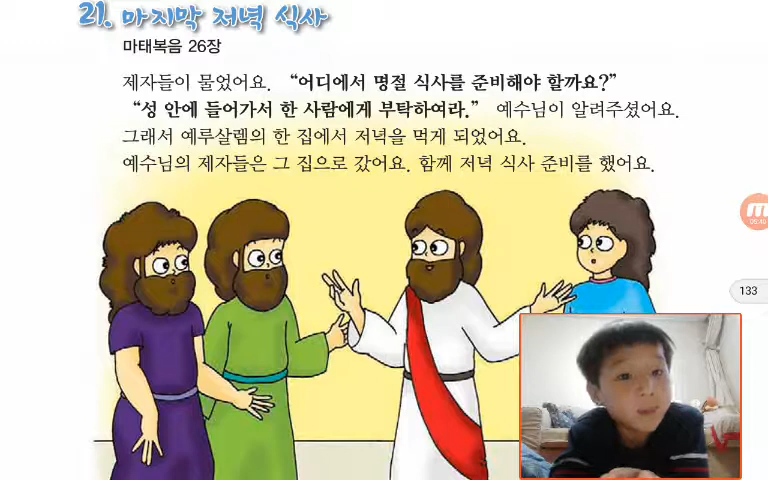 21. 마지막 저녁 식사
마태복음 26장
제자들이 물었어요. “어디에서 명절 식사를 준비해야 할까요?”
“성 안에 들어가서 한 사람에게 부탁하여라.” 예수님이 알려주셨어요.
그래서 예루살렘의 한 집에서 저녁을 먹게 되었어요.
예수님의 제자들은 그 집으로 갔어요. 함께 저녁 식사 준비를 했어요.
133